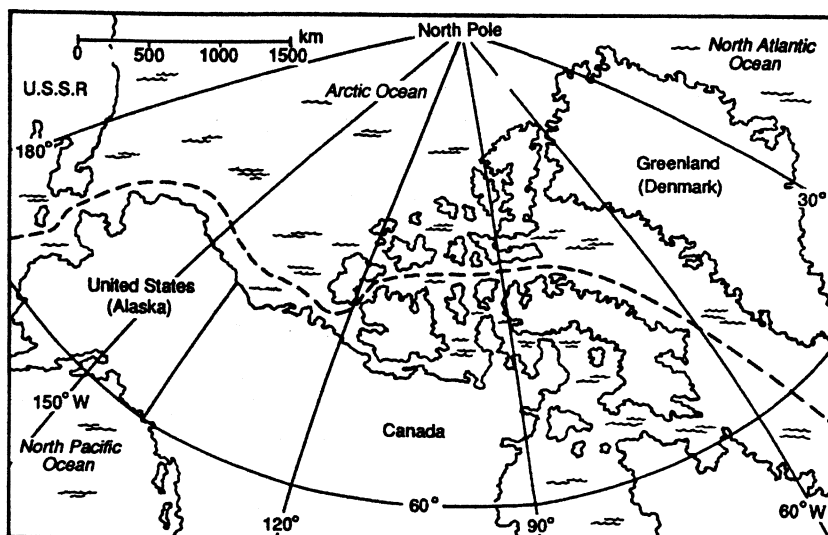 km
0 500 1000 1500
North Pole
North Atlantic
Ocean
U.S.S.R
Arctic Ocean
180°
Greenland
(Denmark)
30°
United States
(Alaska)
150° W
Canada
North Pacific
Ocean
60°
120°
90°
60° W